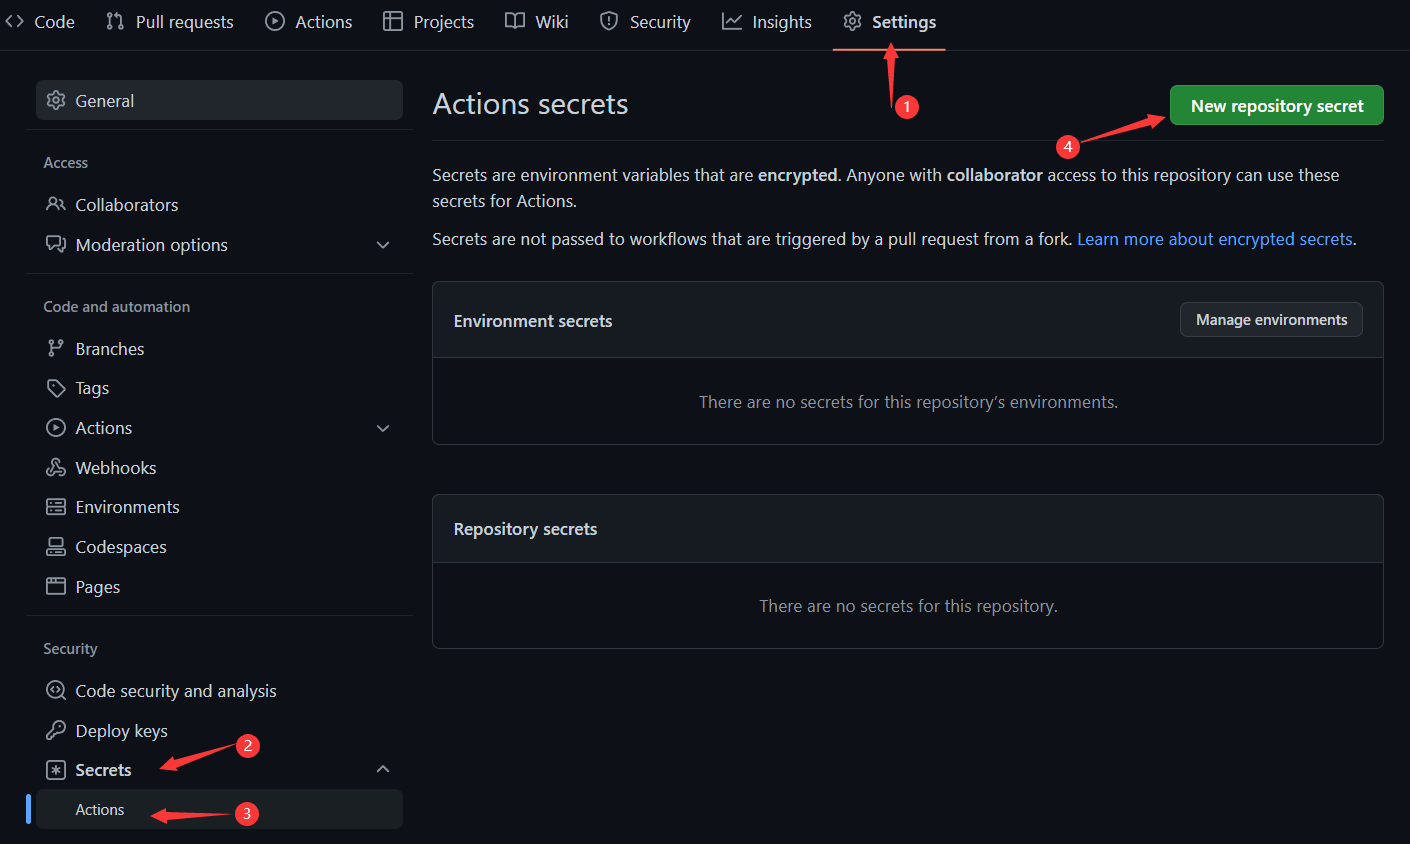 Code Pull requests Actions Projects Wiki Security Insights Settings
1
General
Access
Collaborators
Moderation options
Code and automation
Branches
Tags
Actions
Webhooks
Environments
Codespaces
Pages
Security
Code security and analysis
Deploy keys
2
Secrets
Actions
3
Actions secrets
New repository secret
4
Secrets are environment variables that are encrypted. Anyone with collaborator access to this repository can use these
secrets for Actions.
Secrets are not passed to workflows that are triggered by a pull request from a fork. Learn more about encrypted secrets.
Environment secrets
Manage environments
There are no secrets for this repository’s environments.
Repository secrets
There are no secrets for this repository.